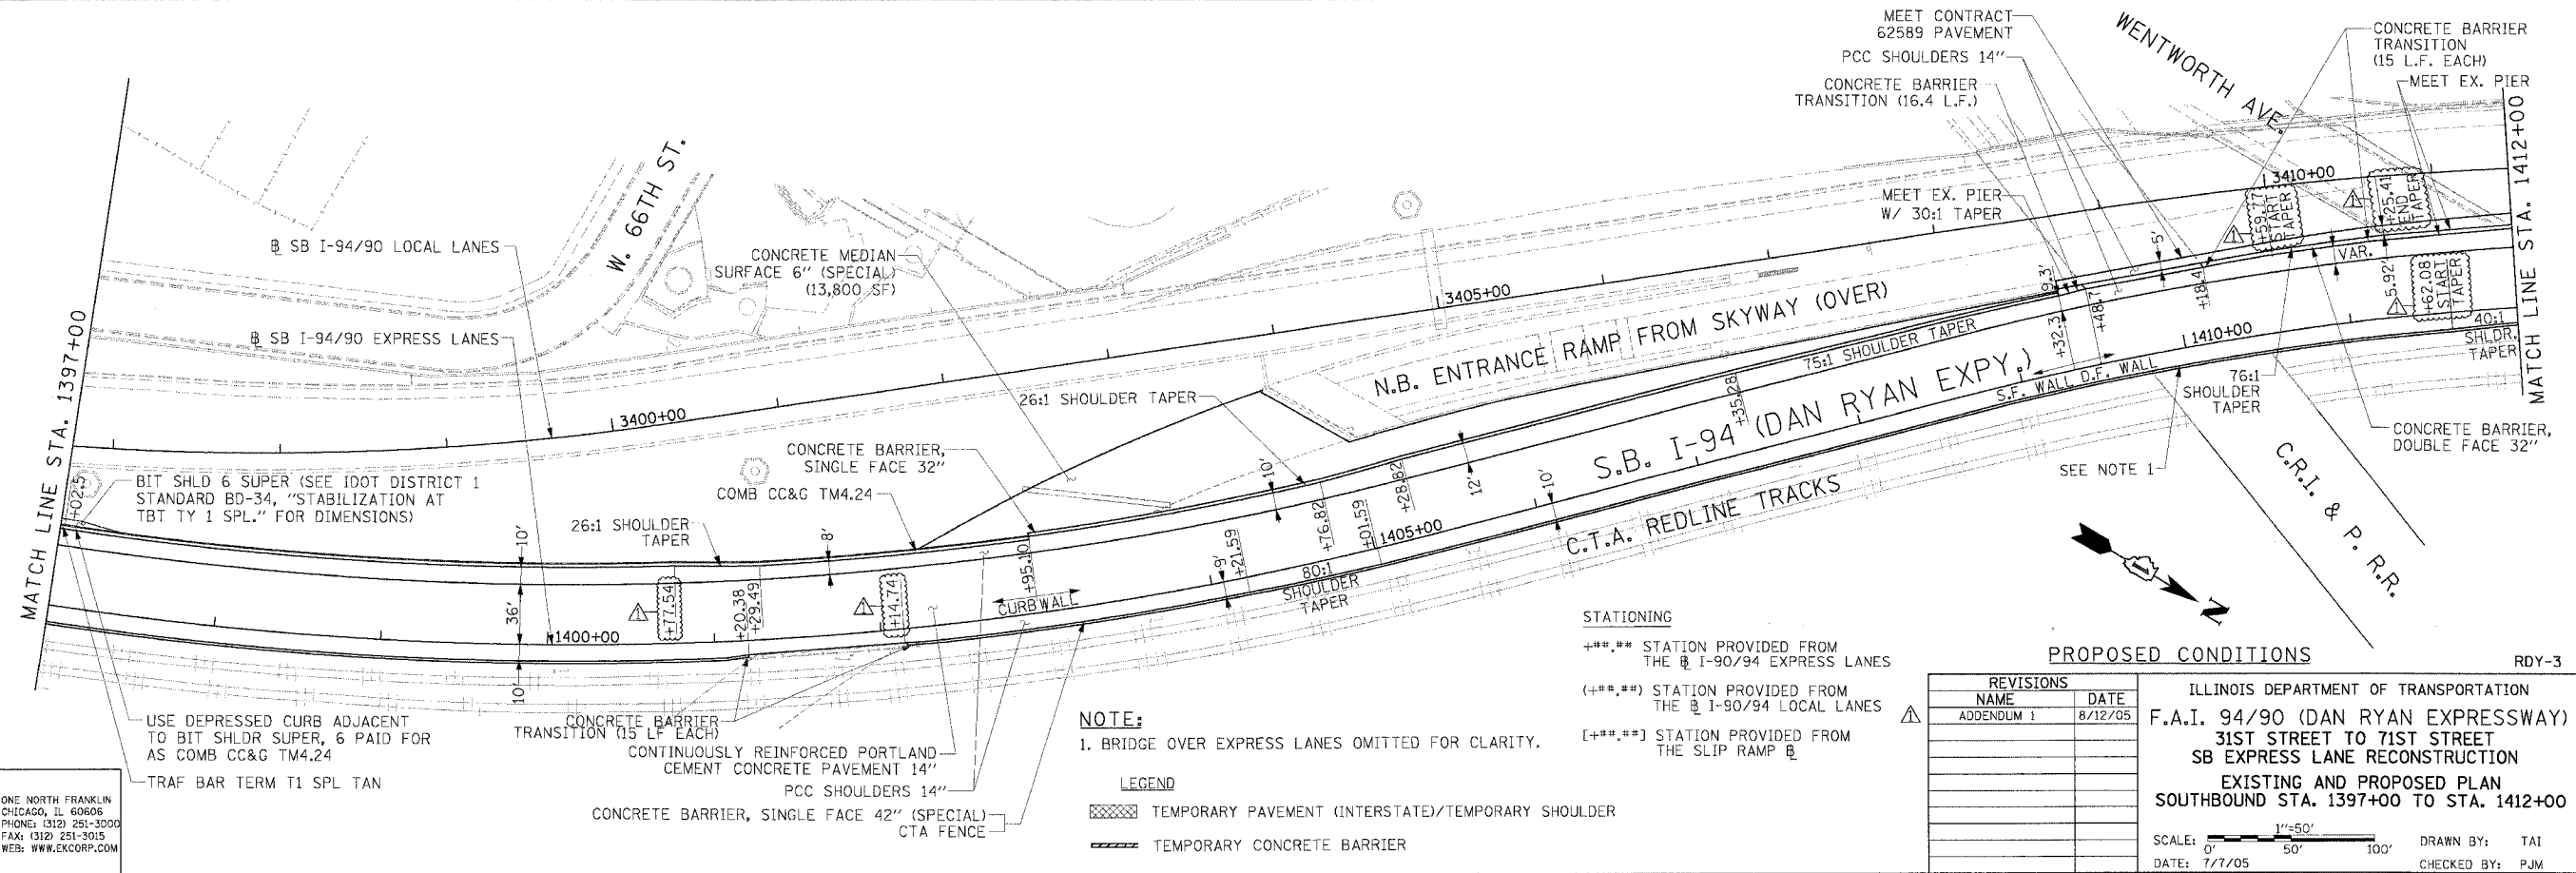 MEET CONTRACT
62589 PAVEMENT
PCC SHOULDERS 14"
CONCRETE BARRIER
TRANSITION (16.4 L.F.)
WENTWORTH AVE.
CONCRETE BARRIER
TRANSITION
(15 L.F. EACH)
MEET EX. PIER
MATCH LINE STA. 1397+00
MATCH LINE STA. 1412+00
W. 66TH ST.
℄ SB I-94/90 LOCAL LANES
℄ SB I-94/90 EXPRESS LANES
CONCRETE MEDIAN
SURFACE 6" (SPECIAL)
(13,800 SF)
MEET EX. PIER
W/ 30:1 TAPER
3410+00
+59.77
START
TAPER
+25.41
END
TAPER
3405+00
3400+00
N.B. ENTRANCE RAMP FROM SKYWAY (OVER)
75:1 SHOULDER TAPER
9.3'
5'
+18.4
+48.7
+32.3
VAR.
5.92'
+62.08
START
TAPER
40:1
SHLDR.
TAPER
1410+00
S.F. WALL
D.F. WALL
76:1
SHOULDER
TAPER
CONCRETE BARRIER,
DOUBLE FACE 32"
SEE NOTE 1
C.R.I. & P. R.R.
S.B. I-94 (DAN RYAN EXPY.)
+35.28
C.T.A. REDLINE TRACKS
26:1 SHOULDER TAPER
CONCRETE BARRIER,
SINGLE FACE 32"
COMB CC&G TM4.24
BIT SHLD 6 SUPER (SEE IDOT DISTRICT 1
STANDARD BD-34, "STABILIZATION AT
TBT TY 1 SPL." FOR DIMENSIONS)
+02.5
26:1 SHOULDER
TAPER
10'
36'
10'
8'
1400+00
+77.54
+20.38
+29.49
+14.74
+95.10
CURBWALL
10'
9'
+21.59
+76.82
+01.59
+28.82
12'
10'
1405+00
80:1
SHOULDER
TAPER
N
USE DEPRESSED CURB ADJACENT
TO BIT SHLDR SUPER, 6 PAID FOR
AS COMB CC&G TM4.24
TRAF BAR TERM T1 SPL TAN
CONCRETE BARRIER
TRANSITION (15 LF EACH)
CONTINUOUSLY REINFORCED PORTLAND
CEMENT CONCRETE PAVEMENT 14"
PCC SHOULDERS 14"
CONCRETE BARRIER, SINGLE FACE 42" (SPECIAL)
CTA FENCE
NOTE:
1. BRIDGE OVER EXPRESS LANES OMITTED FOR CLARITY.
LEGEND
TEMPORARY PAVEMENT (INTERSTATE)/TEMPORARY SHOULDER
TEMPORARY CONCRETE BARRIER
STATIONING
+##.## STATION PROVIDED FROM
THE ℄ I-90/94 EXPRESS LANES
(+##.##) STATION PROVIDED FROM
THE ℄ I-90/94 LOCAL LANES
[+##.##] STATION PROVIDED FROM
THE SLIP RAMP ℄
PROPOSED CONDITIONS
RDY-3
REVISIONS
NAME DATE
1 ADDENDUM 1 8/12/05
ILLINOIS DEPARTMENT OF TRANSPORTATION
F.A.I. 94/90 (DAN RYAN EXPRESSWAY)
31ST STREET TO 71ST STREET
SB EXPRESS LANE RECONSTRUCTION
EXISTING AND PROPOSED PLAN
SOUTHBOUND STA. 1397+00 TO STA. 1412+00
SCALE: 1"=50'
0' 50' 100'
DATE: 7/7/05
DRAWN BY: TAI
CHECKED BY: PJM
ONE NORTH FRANKLIN
CHICAGO, IL 60606
PHONE: (312) 251-3000
FAX: (312) 251-3015
WEB: WWW.EKCORP.COM